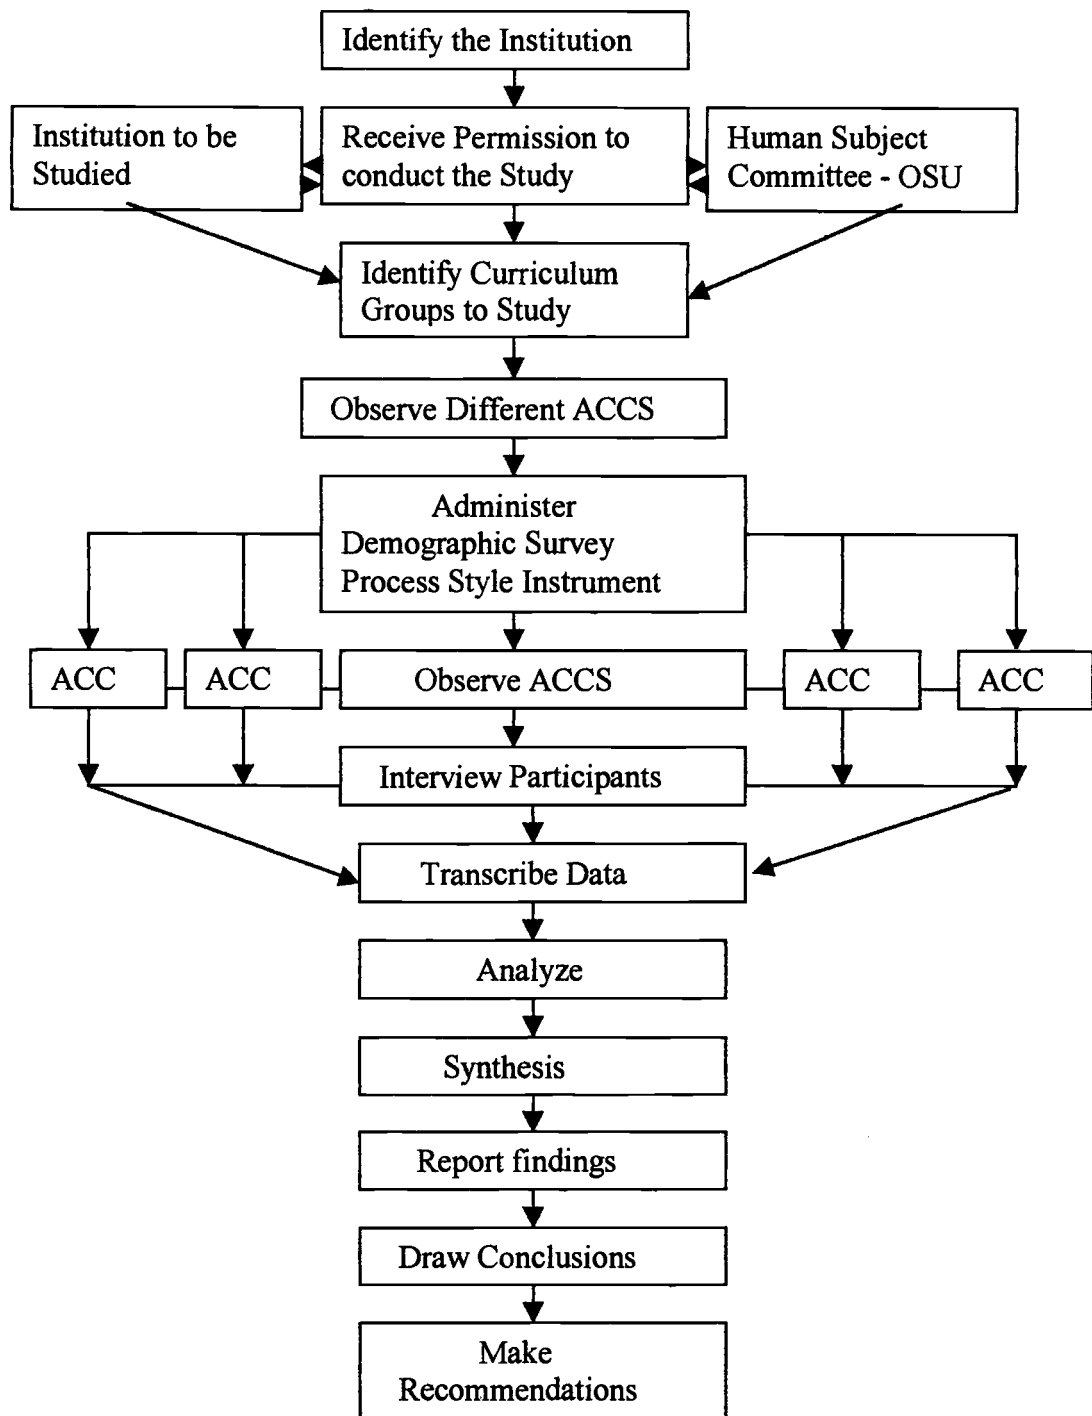 Identify the Institution
Institution to be
Studied
Receive Permission to
conduct the Study
Human Subject
Committee - OSU
Identify Curriculum
Groups to Study
Observe Different ACCS
Administer
Demographic Survey
Process Style Instrument
ACC
ACC
Observe ACCS
ACC
ACC
Interview Participants
Transcribe Data
Analyze
Synthesis
Report findings
Draw Conclusions
Make
Recommendations